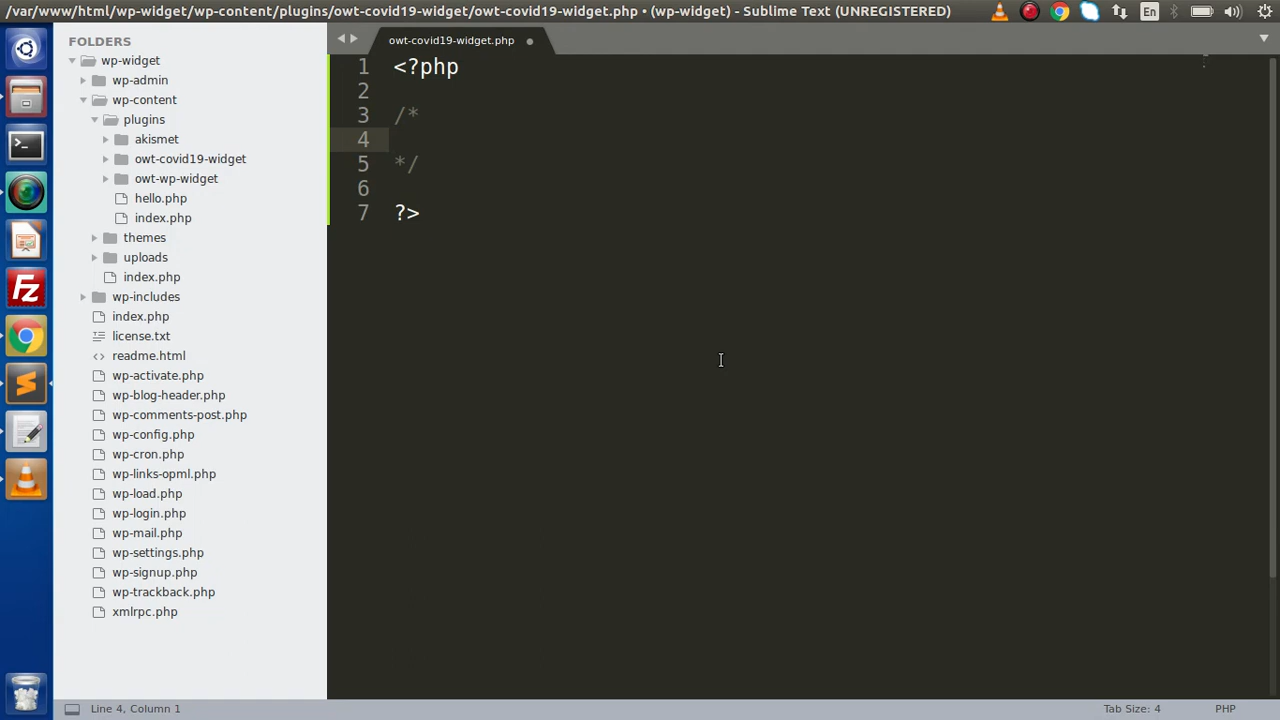 /var/www/html/wp-widget/wp-content/plugins/owt-covid19-widget/owt-covid19-widget.php • (wp-widget) - Sublime Text (UNREGISTERED)
En
FOLDERS
wp-widget
wp-admin
wp-content
plugins
akismet
owt-covid19-widget
owt-wp-widget
hello.php
index.php
themes
uploads
index.php
wp-includes
index.php
license.txt
readme.html
wp-activate.php
wp-blog-header.php
wp-comments-post.php
wp-config.php
wp-cron.php
wp-links-opml.php
wp-load.php
wp-login.php
wp-mail.php
wp-settings.php
wp-signup.php
wp-trackback.php
xmlrpc.php
owt-covid19-widget.php
1 <?php
2
3 /*
4
5 */
6
7 ?>
Fz
Line 4, Column 1
Tab Size: 4
PHP